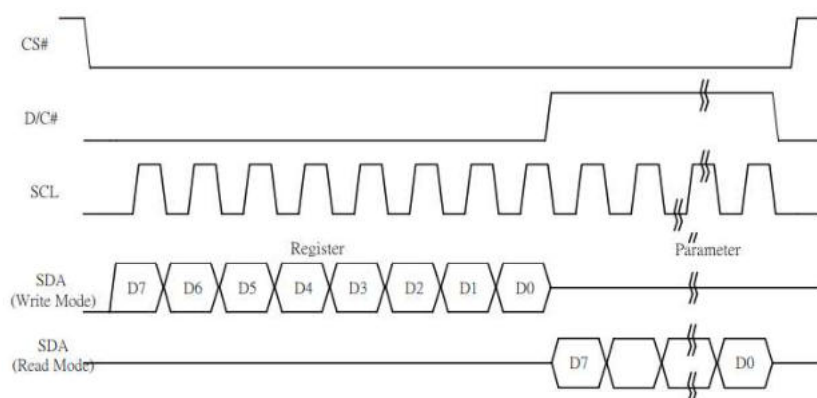 CS#
D/C#
SCL
Register
Parameter
SDA
(Write Mode)
D7 D6 D5 D4 D3 D2 D1 D0
SDA
(Read Mode)
D7 D0